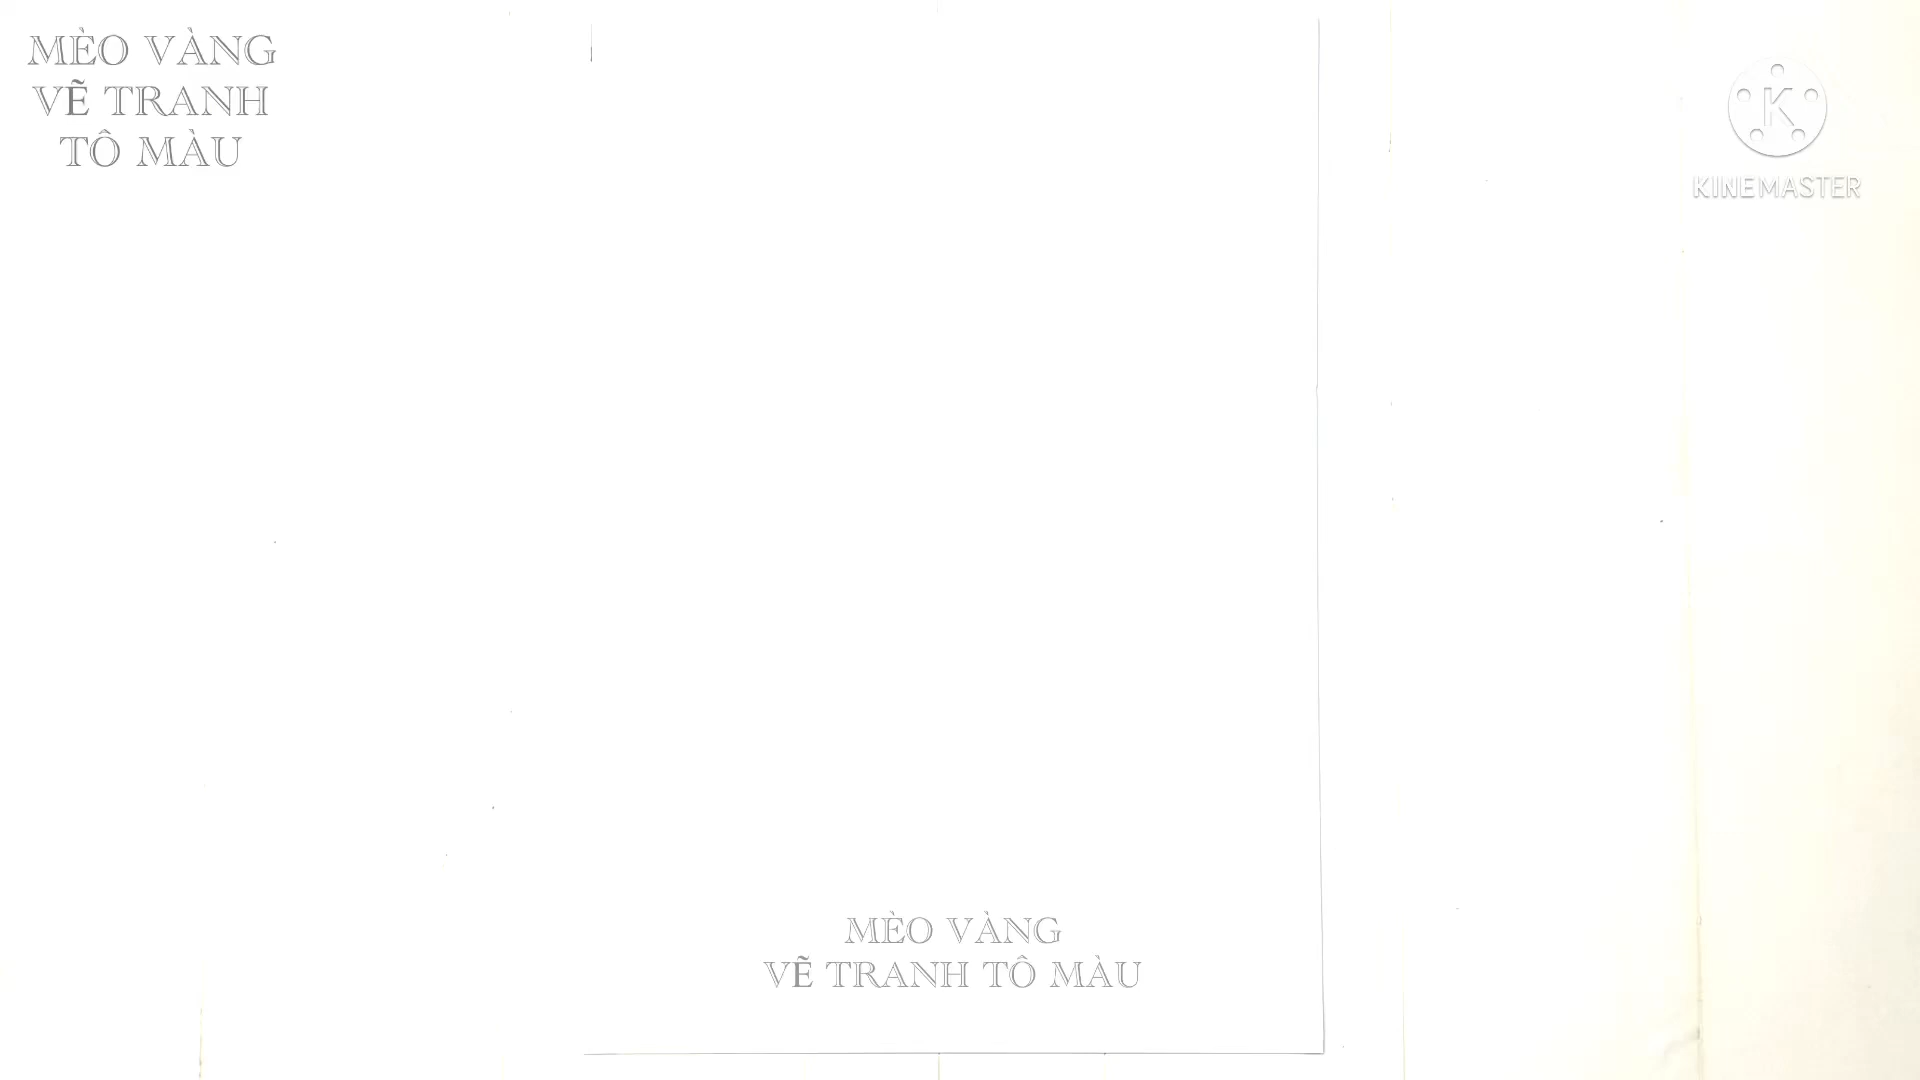 MÈO VÀNG
VẼ TRANH
TÔ MÀU
K
KINEMASTER
MÈO VÀNG
VẼ TRANH TÔ MÀU